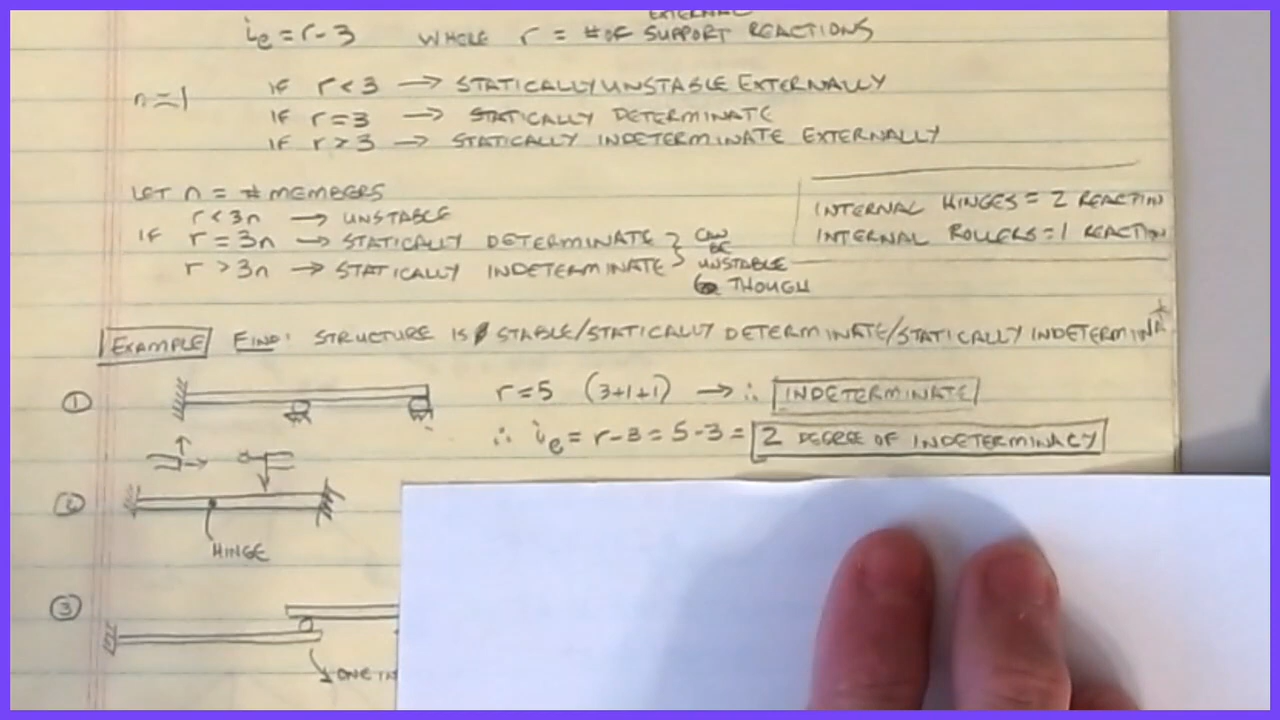 EXTERNAL
ie = r - 3 WHERE r = # OF SUPPORT REACTIONS
n = 1
IF r < 3 → STATICALLY UNSTABLE EXTERNALLY
IF r = 3 → STATICALLY DETERMINATE
IF r > 3 → STATICALLY INDETERMINATE EXTERNALLY
LET n = # MEMBERS
r < 3n → UNSTABLE
IF r = 3n → STATICALLY DETERMINATE } CAN BE
r > 3n → STATICALLY INDETERMINATE UNSTABLE
THOUGH
INTERNAL HINGES = 2 REACTION
INTERNAL ROLLERS = 1 REACTION
EXAMPLE FIND: STRUCTURE IS STABLE/STATICALLY DETERMINATE/STATICALLY INDETERMINAT
① r = 5 (3+1+1) → ∴ INDETERMINATE
∴ ie = r - 3 = 5 - 3 = 2 DEGREE OF INDETERMINACY
②
HINGE
③
ONE IN